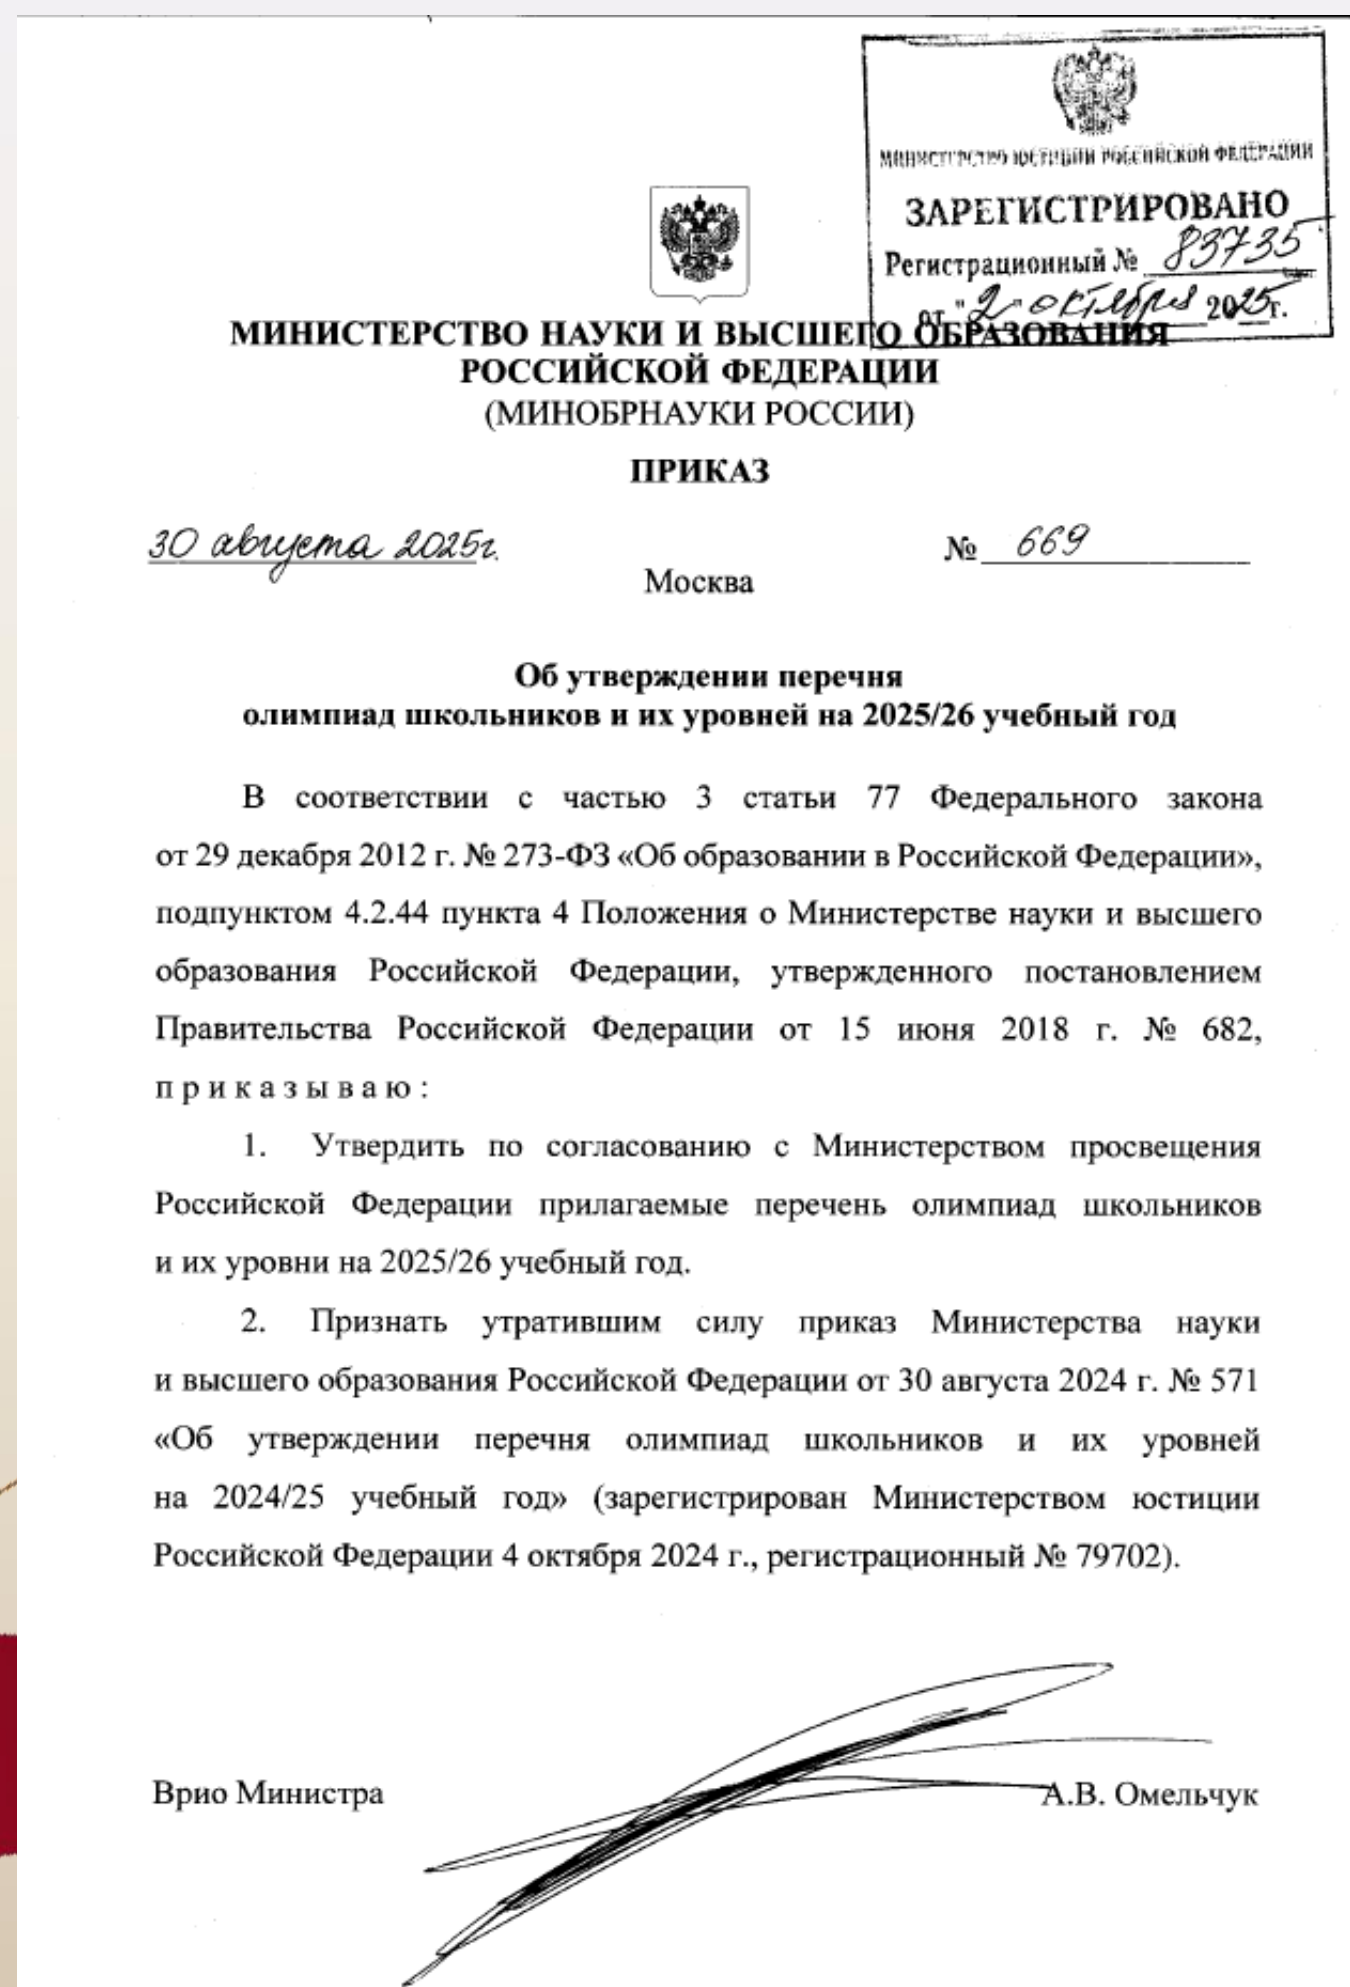 МИНИСТЕРСТВО ЮСТИЦИИ РОССИЙСКОЙ ФЕДЕРАЦИИ
ЗАРЕГИСТРИРОВАНО
Регистрационный № 83735
от "2" октября 2025г.
МИНИСТЕРСТВО НАУКИ И ВЫСШЕГО ОБРАЗОВАНИЯ
РОССИЙСКОЙ ФЕДЕРАЦИИ
(МИНОБРНАУКИ РОССИИ)
ПРИКАЗ
30 августа 2025г.
№ 669
Москва
Об утверждении перечня
олимпиад школьников и их уровней на 2025/26 учебный год
В соответствии с частью 3 статьи 77 Федерального закона
от 29 декабря 2012 г. № 273-ФЗ «Об образовании в Российской Федерации»,
подпунктом 4.2.44 пункта 4 Положения о Министерстве науки и высшего
образования Российской Федерации, утвержденного постановлением
Правительства Российской Федерации от 15 июня 2018 г. № 682,
п р и к а з ы в а ю :
1. Утвердить по согласованию с Министерством просвещения
Российской Федерации прилагаемые перечень олимпиад школьников
и их уровни на 2025/26 учебный год.
2. Признать утратившим силу приказ Министерства науки
и высшего образования Российской Федерации от 30 августа 2024 г. № 571
«Об утверждении перечня олимпиад школьников и их уровней
на 2024/25 учебный год» (зарегистрирован Министерством юстиции
Российской Федерации 4 октября 2024 г., регистрационный № 79702).
Врио Министра
А.В. Омельчук